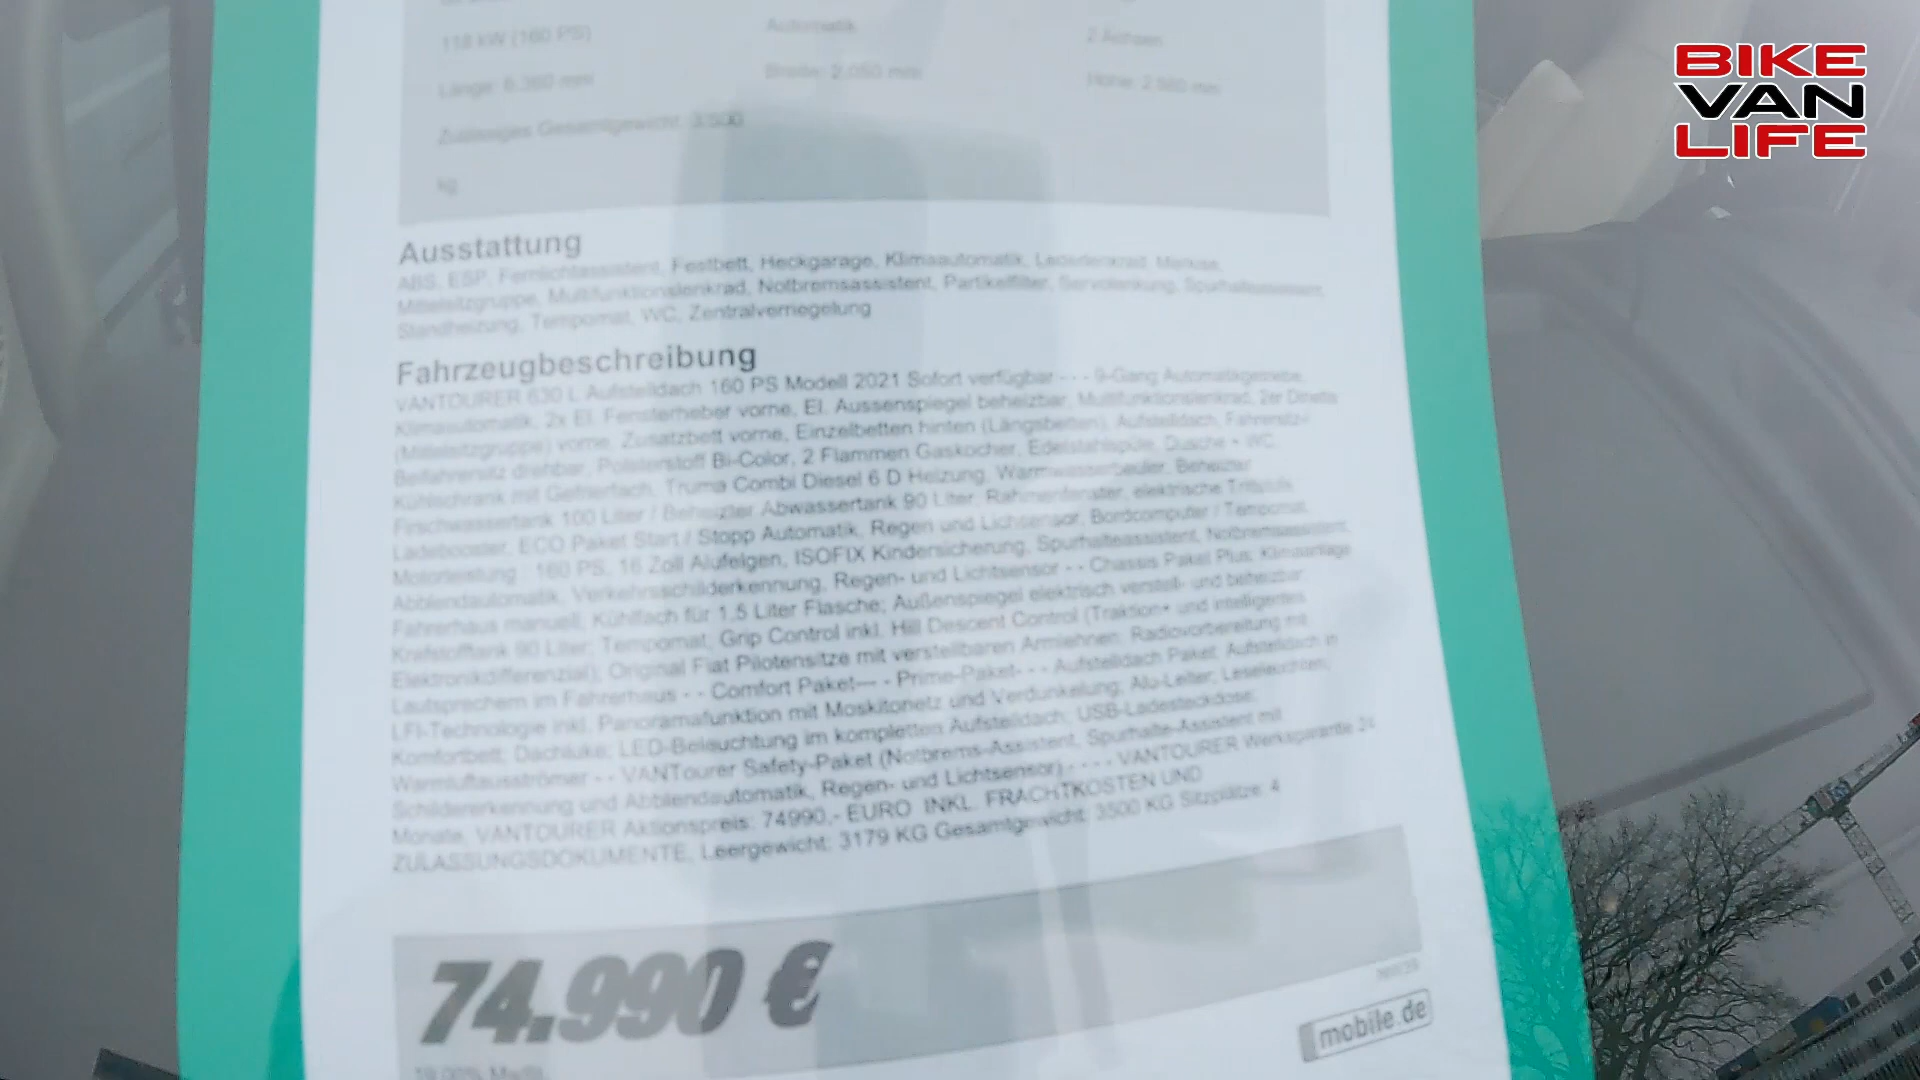 BIKE
VAN
LIFE
118 kW (160 PS) Automatik 2 Achsen
Länge: 6.360 mm Breite: 2.050 mm Höhe: mm
Zulässiges Gesamtgewicht: 3.500
kg
Ausstattung
ABS, ESP, Fernlichtassistent, Festbett, Heckgarage, Klimaautomatik, Lederlenkrad, Markise,
Mittelsitzgruppe, Multifunktionslenkrad, Notbremsassistent, Partikelfilter, Servolenkung, Spurhalteassistent,
Standheizung, Tempomat, WC, Zentralverriegelung
Fahrzeugbeschreibung
VANTOURER 630 L Aufstelldach 160 PS Modell 2021 Sofort verfügbar - - - 9-Gang Automatikgetriebe,
Klimaautomatik, 2x El. Fensterheber vorne, El. Aussenspiegel beheizbar, Multifunktionslenkrad, 2er Dinette
(Mittelsitzgruppe) vorne, Zusatzbett vorne, Einzelbetten hinten (Längsbetten), Aufstelldach, Fahrersitz-/
Beifahrersitz drehbar, Polsterstoff Bi-Color, 2 Flammen Gaskocher, Edelstahlspüle, Dusche + WC,
Kühlschrank mit Gefrierfach, Truma Combi Diesel 6 D Heizung, Warmwasserboiler, Beheizter
Frischwassertank 100 Liter / Beheizter Abwassertank 90 Liter, Rahmenfenster, elektrische Trittstufe,
Ladebooster, ECO Paket Start / Stopp Automatik, Regen und Lichsensor, Bordcomputer / Tempomat,
Motorleistung : 160 PS, 16 Zoll Alufelgen, ISOFIX Kindersicherung, Spurhalteassistent, Notbremsassistent,
Abblendautomatik, Verkehrsschilderkennung, Regen- und Lichtsensor - - Chassis Paket Plus: Klimaanlage
Fahrerhaus manuell; Kühlfach für 1,5 Liter Flasche; Außenspiegel elektrisch verstell- und beheizbar;
Krafstofftank 90 Liter; Tempomat; Grip Control inkl. Hill Descent Control (Traktion+ und intelligentes
Elektronikdifferenzial); Original Fiat Pilotensitze mit verstellbaren Armlehnen; Radiovorbereitung mit
Lautsprechern im Fahrerhaus - - Comfort Paket— - Prime-Paket- - - Aufstelldach Paket: Aufstelldach in
LFI-Technologie inkl. Panoramafunktion mit Moskitonetz und Verdunkelung; Alu-Leiter; Leseleuchten;
Komfortbett; Dachluke; LED-Beleuchtung im kompletten Aufstelldach; USB-Ladesteckdose;
Warmluftausströmer - - VANTourer Safety-Paket (Notbrems-Assistent, Spurhalte-Assistent mit
Schildererkennung und Abblendautomatik, Regen- und Lichtsensor) - - - - VANTOURER Werksgarantie 24
Monate, VANTOURER Aktionspreis: 74990,- EURO INKL. FRACHTKOSTEN UND
ZULASSUNGSDOKUMENTE, Leergewicht: 3179 KG Gesamtgewicht: 3500 KG Sitzplätze: 4
74.990 €
mobile.de
19,00% MwSt.